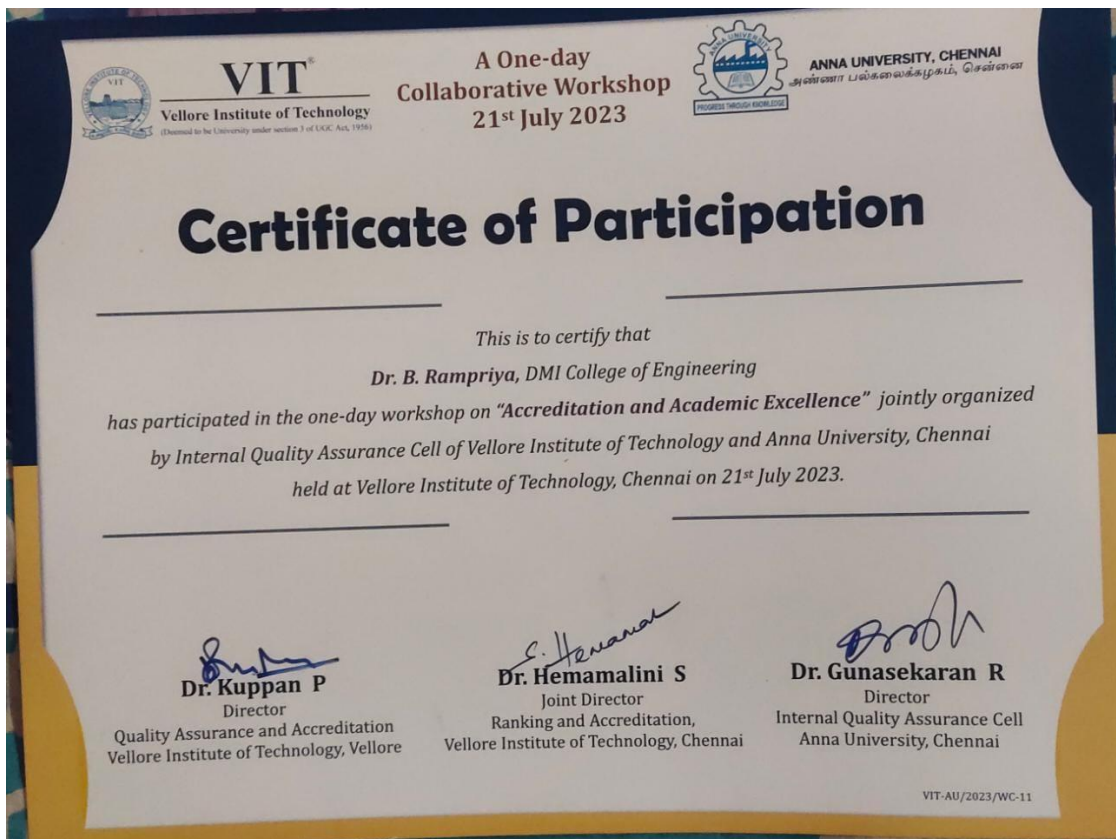 VIT®
Vellore Institute of Technology
(Deemed to be University under section 3 of UGC Act, 1956)
VIT
A One-day
Collaborative Workshop
21st July 2023
ANNA UNIVERSITY
PROGRESS THROUGH KNOWLEDGE
ANNA UNIVERSITY, CHENNAI
அண்ணா பல்கலைக்கழகம், சென்னை
Certificate of Participation
This is to certify that
Dr. B. Rampriya, DMI College of Engineering
has participated in the one-day workshop on “Accreditation and Academic Excellence” jointly organized
by Internal Quality Assurance Cell of Vellore Institute of Technology and Anna University, Chennai
held at Vellore Institute of Technology, Chennai on 21st July 2023.
S. Hemamal
Dr. Kuppan P
Director
Quality Assurance and Accreditation
Vellore Institute of Technology, Vellore
Dr. Hemamalini S
Joint Director
Ranking and Accreditation,
Vellore Institute of Technology, Chennai
Dr. Gunasekaran R
Director
Internal Quality Assurance Cell
Anna University, Chennai
VIT-AU/2023/WC-11